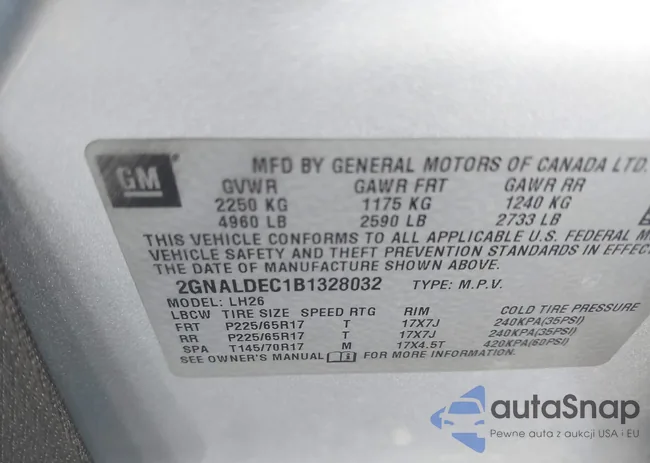 GM
MFD BY GENERAL MOTORS OF CANADA LTD.
GVWR GAWR FRT GAWR RR
2250 KG 1175 KG 1240 KG
4960 LB 2590 LB 2733 LB
THIS VEHICLE CONFORMS TO ALL APPLICABLE U.S. FEDERAL M
VEHICLE SAFETY AND THEFT PREVENTION STANDARDS IN EFFEC
DATE OF MANUFACTURE SHOWN ABOVE.
2GNALDEC1B1328032 TYPE: M.P.V.
MODEL: LH26
LBCW TIRE SIZE SPEED RTG RIM COLD TIRE PRESSURE
FRT P225/65R17 T 17X7J 240KPA(35PSI)
RR P225/65R17 T 17X7J 240KPA(35PSI)
SPA T145/70R17 M 17X4.5T 420KPA(60PSI)
SEE OWNER'S MANUAL FOR MORE INFORMATION.
autaSnap
Pewne auta z aukcji USA i EU